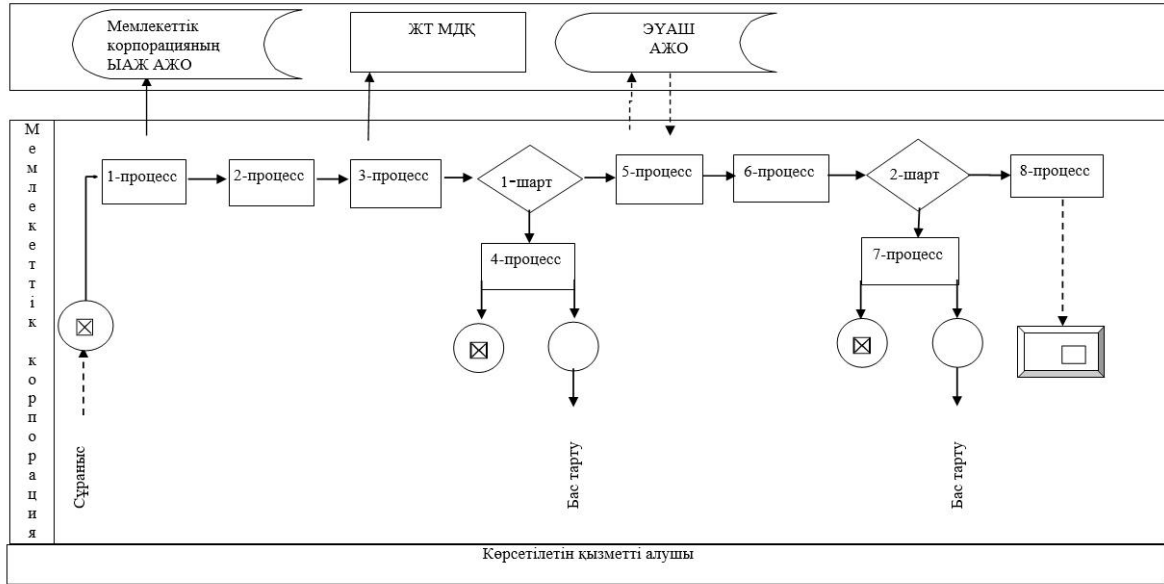 Мемлекеттік
корпорацияның
ЫАЖ АЖО
ЖТ МДҚ
ЭҮАШ
АЖО
Мемлекеттік корпорация
1-процесс
2-процесс
3-процесс
1-шарт
5-процесс
6-процесс
2-шарт
8-процесс
4-процесс
7-процесс
Сұраныс
Бас тарту
Бас тарту
Көрсетілетін қызметті алушы